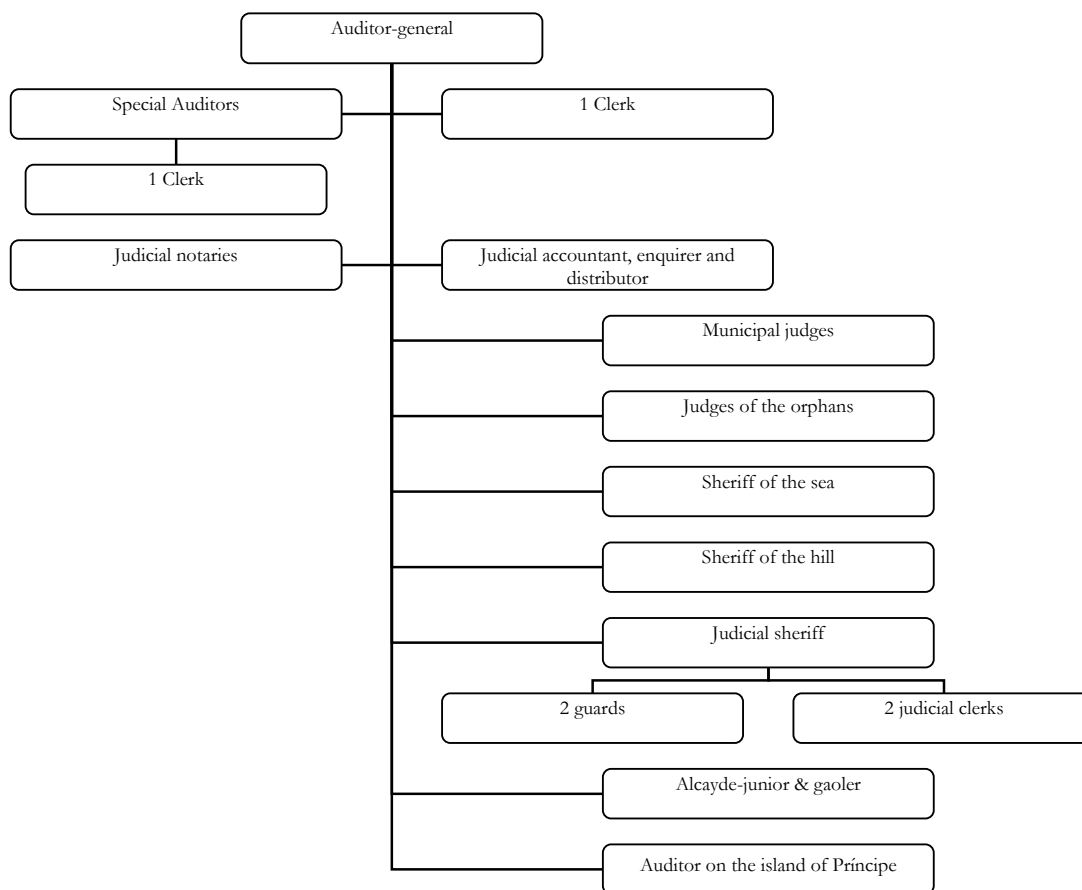 Auditor-general
Special Auditors
1 Clerk
1 Clerk
Judicial notaries
Judicial accountant, enquirer and
distributor
Municipal judges
Judges of the orphans
Sheriff of the sea
Sheriff of the hill
Judicial sheriff
2 guards
2 judicial clerks
Alcayde-junior & gaoler
Auditor on the island of Príncipe